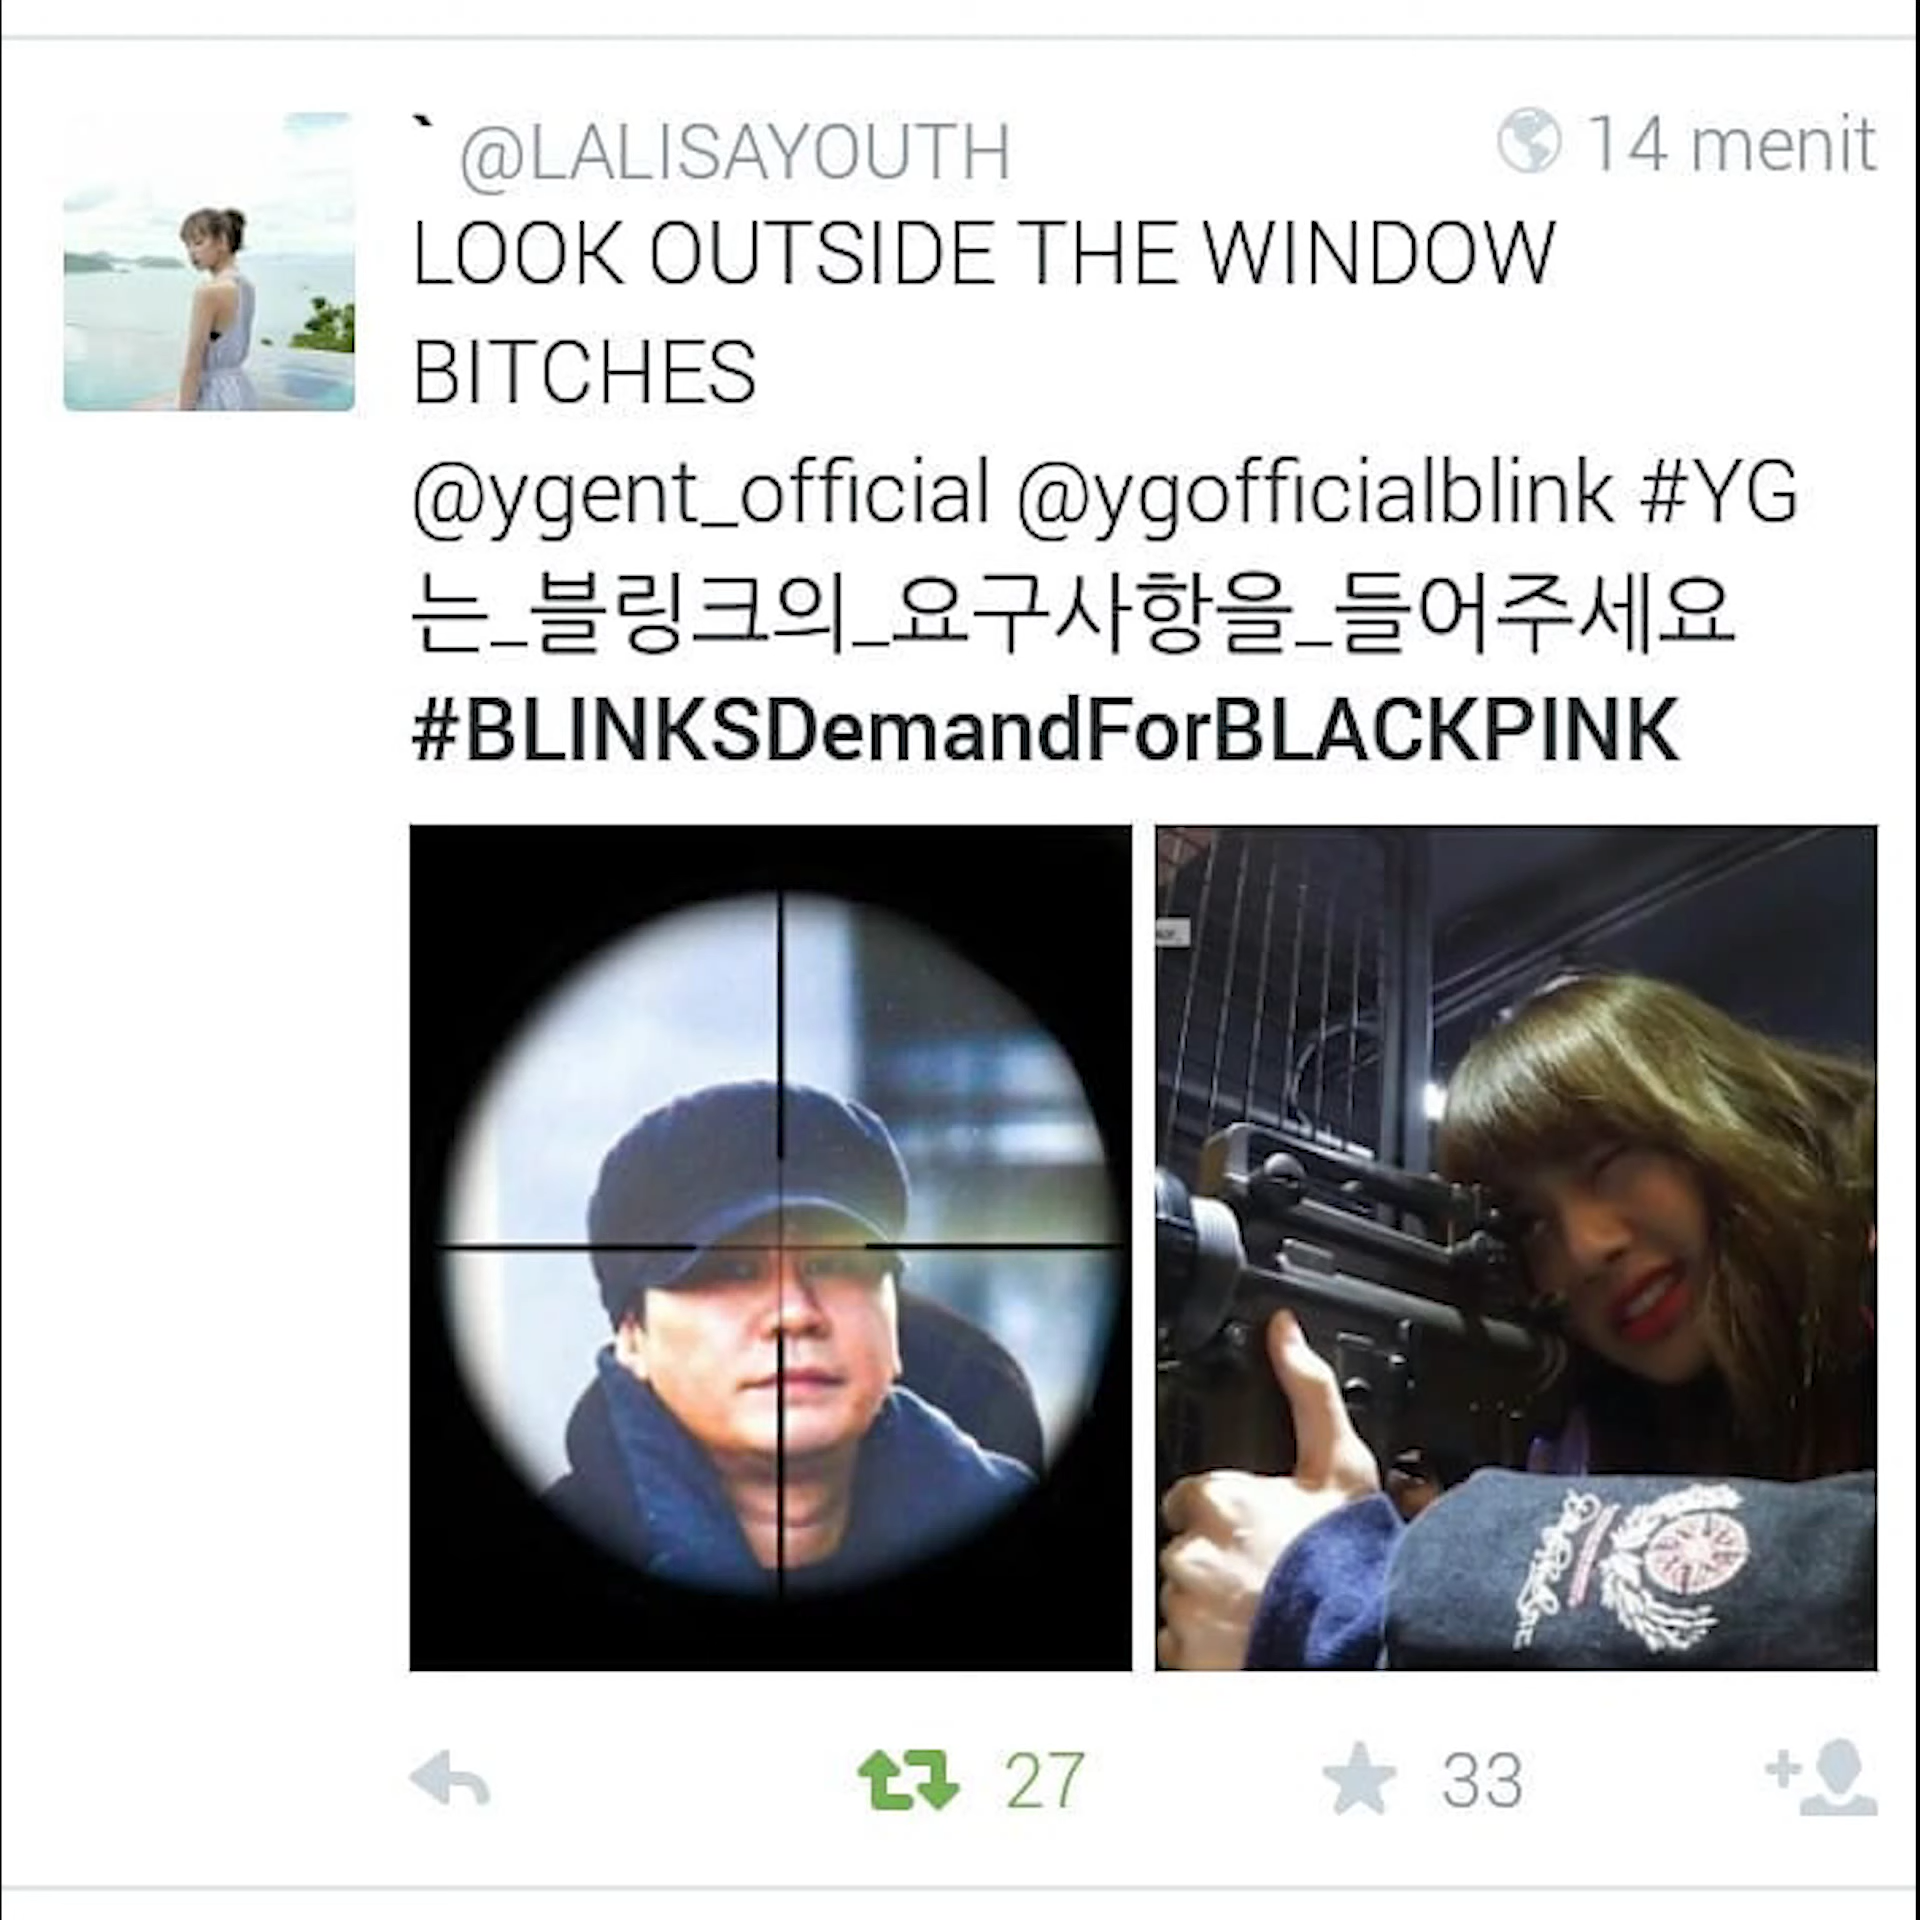 ` @LALISAYOUTH 14 menit
LOOK OUTSIDE THE WINDOW
BITCHES
@ygent_official @ygofficialblink #YG
는_블링크의_요구사항을_들어주세요
#BLINKSDemandForBLACKPINK
27 33